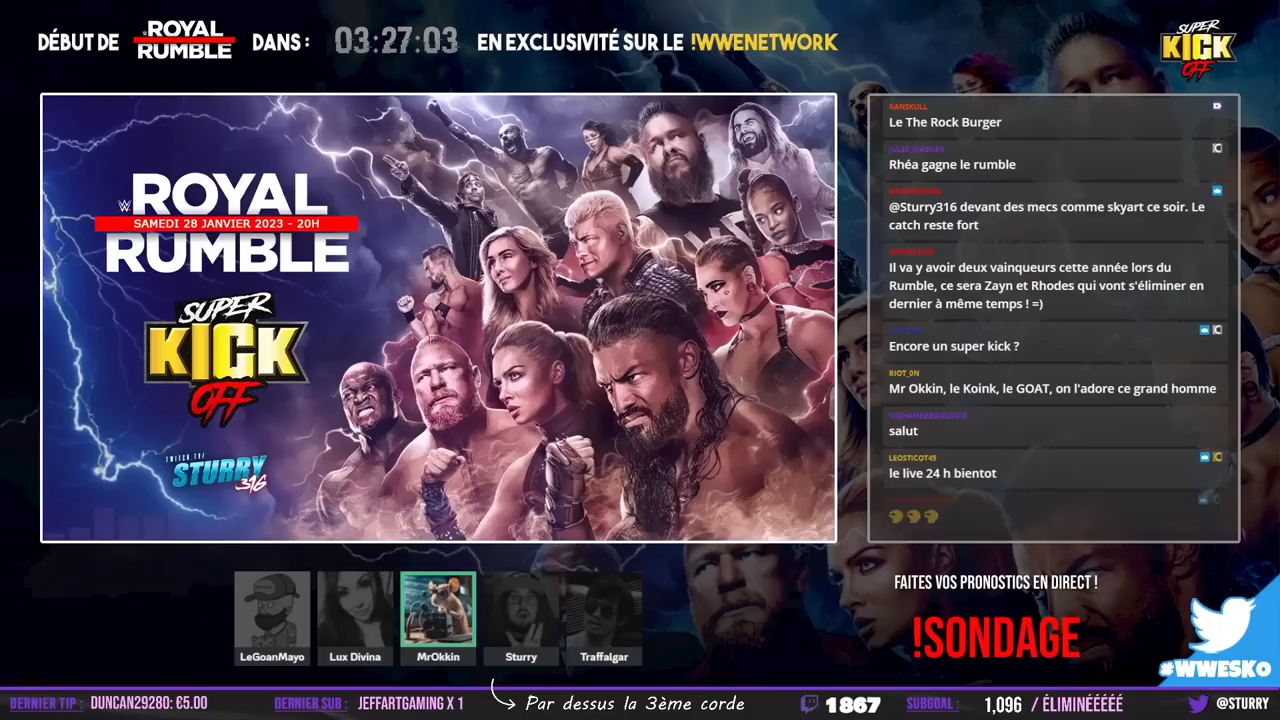 DÉBUT DE
ROYAL
RUMBLE
DANS :
03:27:03
EN EXCLUSIVITÉ SUR LE !WWENETWORK
SUPER
KICK
OFF
ROYAL
SAMEDI 28 JANVIER 2023 - 20H
RUMBLE
SUPER
KICK
OFF
TWITCH.TV/
STURRY
316
RANSKULL
Le The Rock Burger
JULES WAGNER
Rhéa gagne le rumble
@Sturry316 devant des mecs comme skyart ce soir. Le
catch reste fort
Il va y avoir deux vainqueurs cette année lors du
Rumble, ce sera Zayn et Rhodes qui vont s'éliminer en
dernier à même temps ! =)
Encore un super kick ?
RIOT_0N
Mr Okkin, le Koink, le GOAT, on l'adore ce grand homme
salut
LEOSTICOT45
le live 24 h bientot
LeGoanMayo
Lux Divina
MrOkkin
Sturry
Traffalgar
FAITES VOS PRONOSTICS EN DIRECT !
!SONDAGE
#WWESKO
DERNIER TIP :
DUNCAN29280: €5.00
DERNIER SUB :
JEFFARTGAMING X 1
Par dessus la 3ème corde
1867
SUBGOAL :
1,096 / ÉLIMINÉÉÉÉÉ
@STURRY